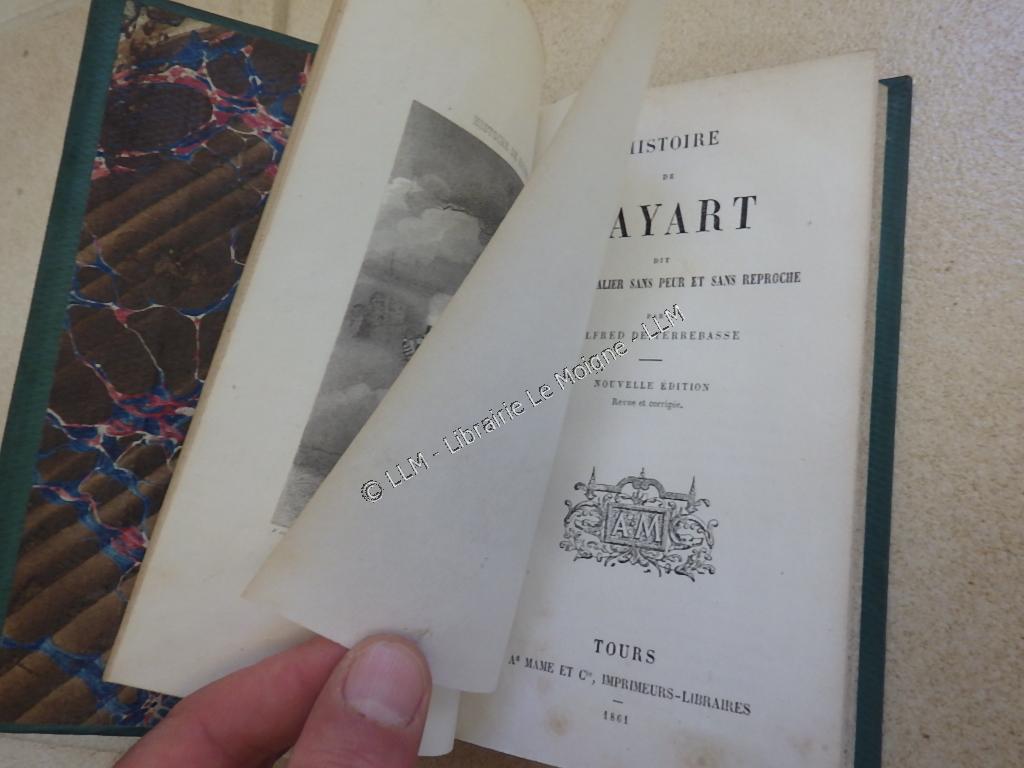 HISTOIRE
DE
AYART
DIT
ALIER SANS PEUR ET SANS REPROCHE
PAR
LFRED DE TERREBASSE
NOUVELLE ÉDITION
Revue et corrigée.
A M
TOURS
Ad MAME ET Cie, IMPRIMEURS-LIBRAIRES
1861
© LLM - Librairie Le Moigne - LLM